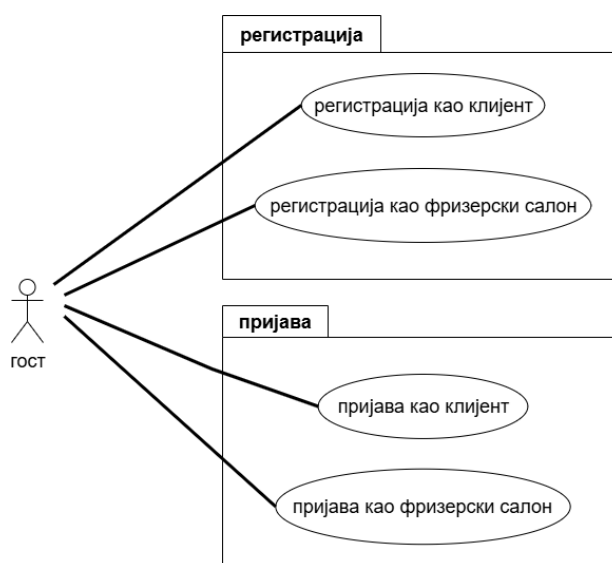 регистрација
регистрација као клијент
регистрација као фризерски салон
гост
пријава
пријава као клијент
пријава као фризерски салон